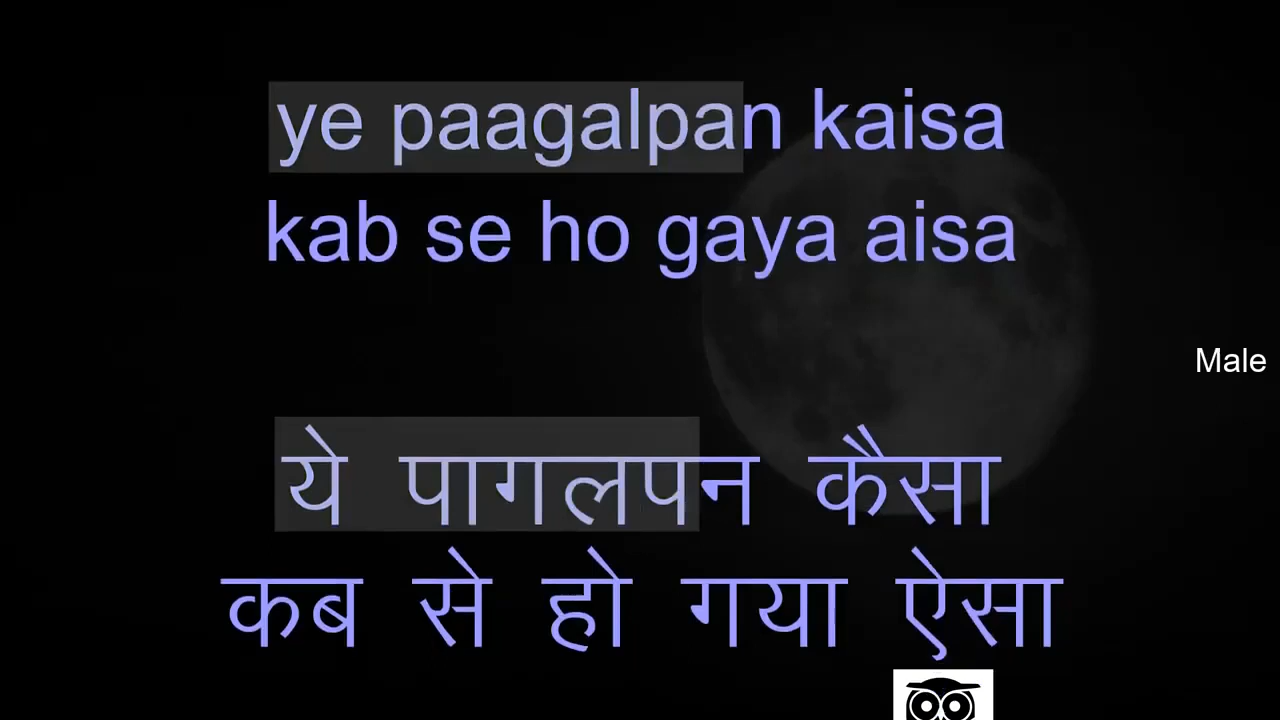 ye paagalpan kaisa
kab se ho gaya aisa
Male
ये पागलपन कैसा
कब से हो गया ऐसा